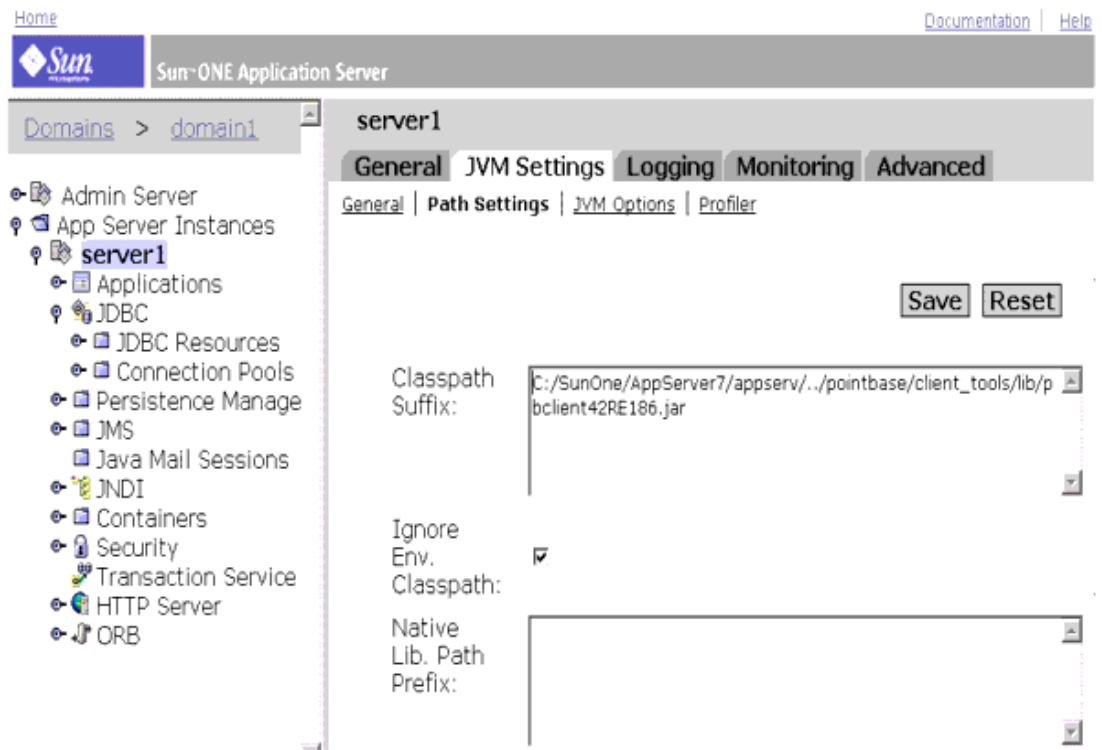 Home
Documentation | Help
Sun
microsystems
Sun™ ONE Application Server
Domains > domain1
Admin Server
App Server Instances
server1
Applications
JDBC
JDBC Resources
Connection Pools
Persistence Manage
JMS
Java Mail Sessions
JNDI
Containers
Security
Transaction Service
HTTP Server
ORB
server1
General JVM Settings Logging Monitoring Advanced
General | Path Settings | JVM Options | Profiler
Save Reset
Classpath
Suffix:
C:/SunOne/AppServer7/appserv/../pointbase/client_tools/lib/p
bclient42RE186.jar
Ignore
Env.
Classpath:
Native
Lib. Path
Prefix: